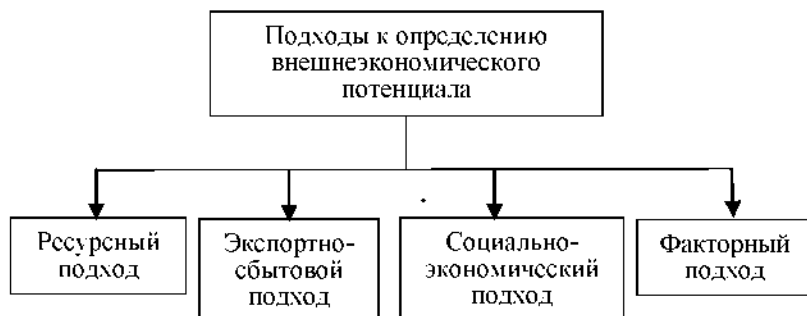 Подходы к определению
внешнеэкономического
потенциала
Ресурсный
подход
Экспортно-
сбытовой
подход
Социально-
экономический
подход
Факторный
подход